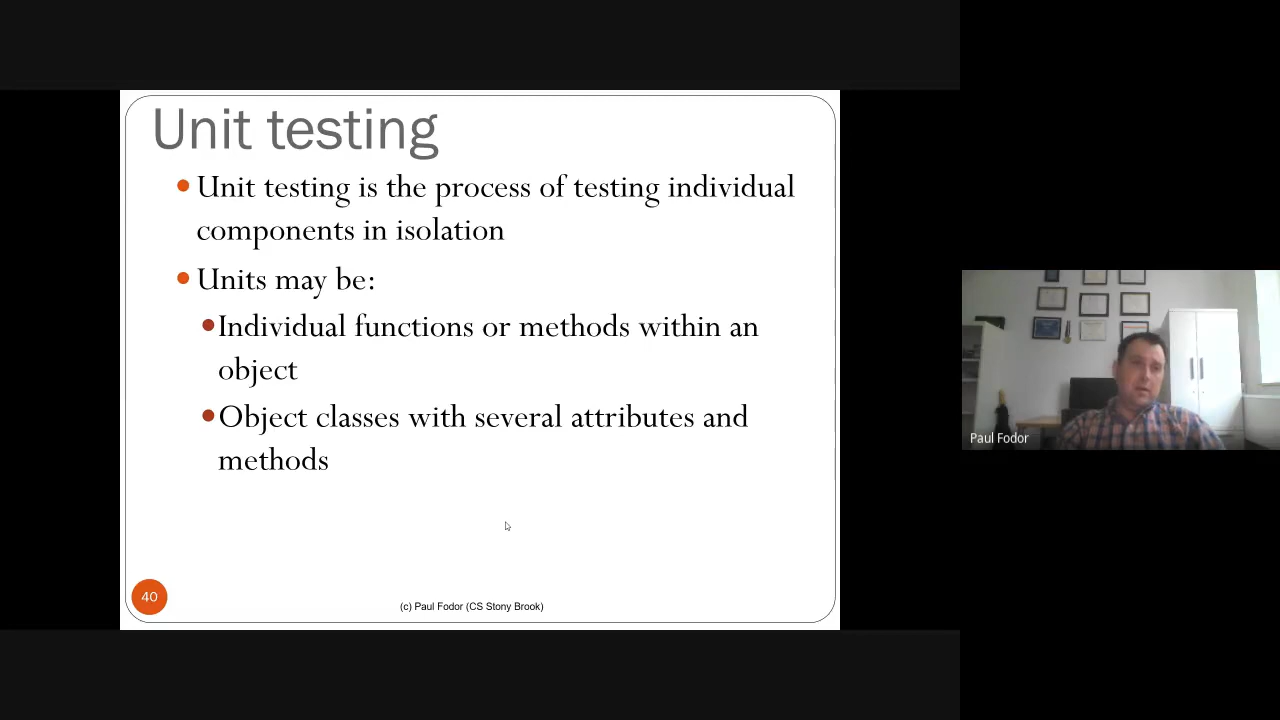 Unit testing
Unit testing is the process of testing individual
components in isolation
Units may be:
Individual functions or methods within an
object
Object classes with several attributes and
methods
40
(c) Paul Fodor (CS Stony Brook)
Paul Fodor